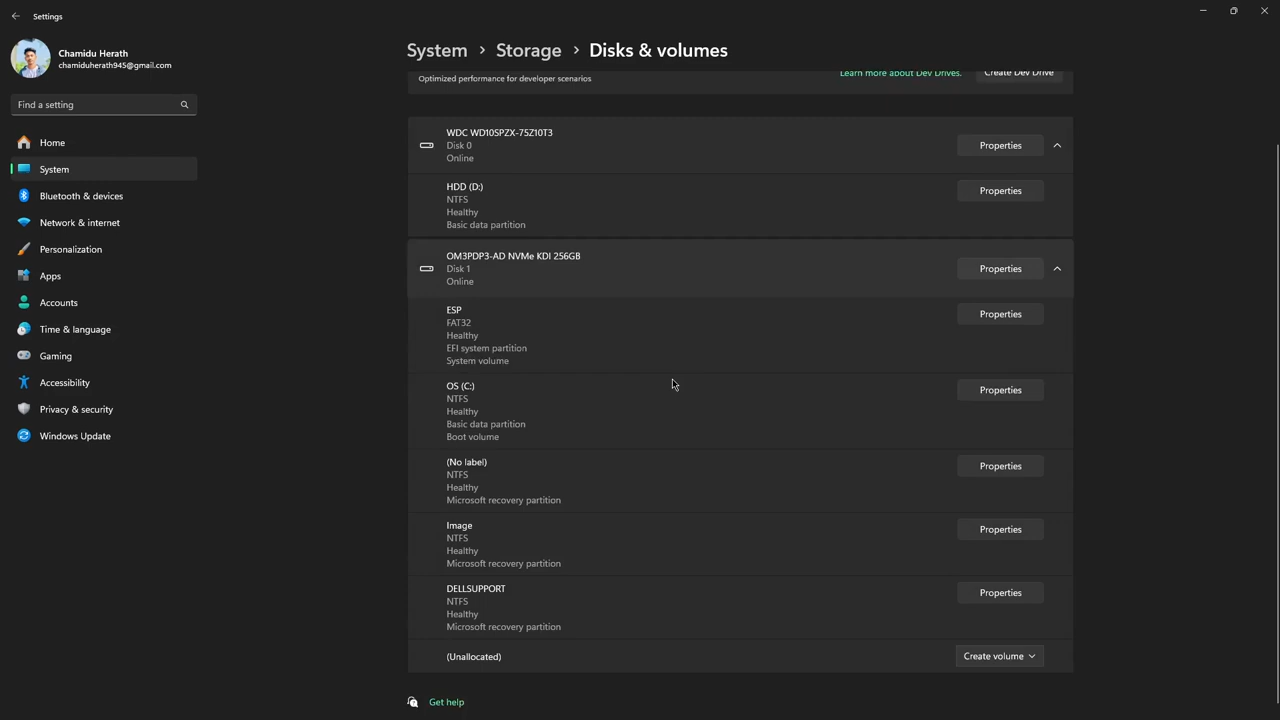 Settings
Chamidu Herath
chamiduherath945@gmail.com
Find a setting
Home
System
Bluetooth & devices
Network & internet
Personalization
Apps
Accounts
Time & language
Gaming
Accessibility
Privacy & security
Windows Update
System > Storage > Disks & volumes
Optimized performance for developer scenarios
Learn more about Dev Drives.
Create Dev Drive
WDC WD10SPZX-75Z10T3
Disk 0
Online
Properties
HDD (D:)
NTFS
Healthy
Basic data partition
Properties
OM3PDP3-AD NVMe KDI 256GB
Disk 1
Online
Properties
ESP
FAT32
Healthy
EFI system partition
System volume
Properties
OS (C:)
NTFS
Healthy
Basic data partition
Boot volume
Properties
(No label)
NTFS
Healthy
Microsoft recovery partition
Properties
Image
NTFS
Healthy
Microsoft recovery partition
Properties
DELLSUPPORT
NTFS
Healthy
Microsoft recovery partition
Properties
(Unallocated)
Create volume
Get help